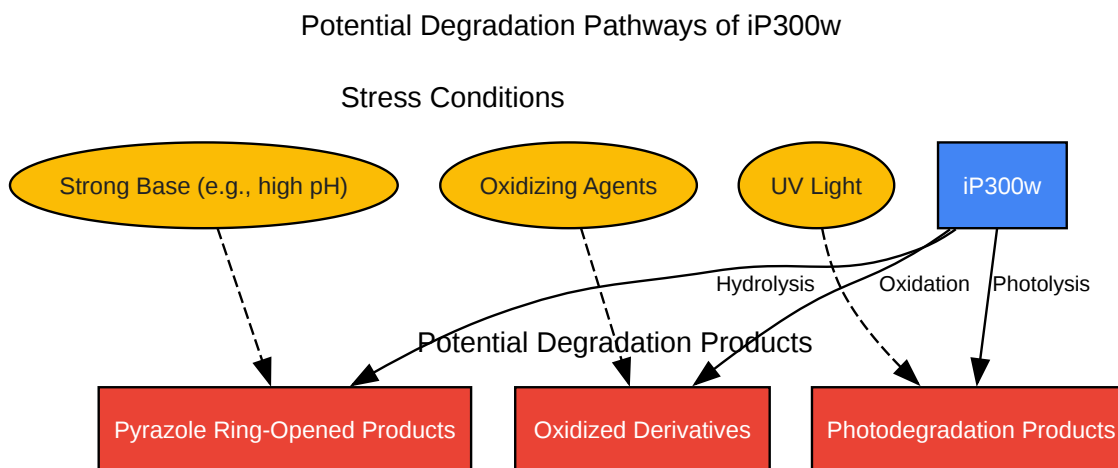 Potential Degradation Pathways of iP300w
Stress Conditions
Strong Base (e.g., high pH)
Oxidizing Agents
UV Light
iP300w
Hydrolysis
Oxidation
Photolysis
Potential Degradation Products
Pyrazole Ring-Opened Products
Oxidized Derivatives
Photodegradation Products